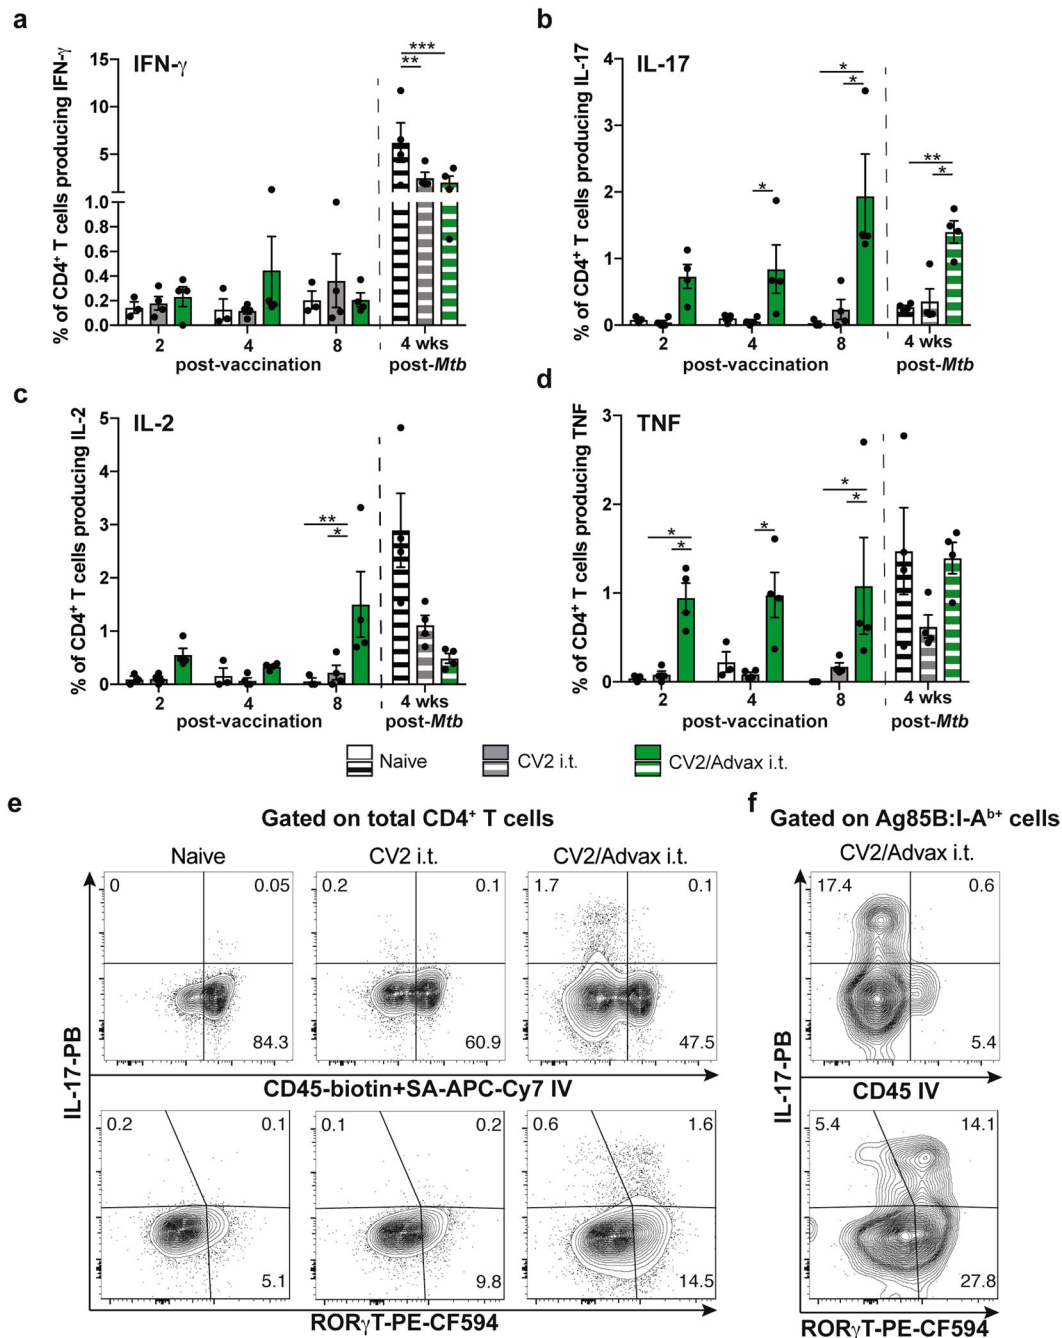 a
IFN-γ
% of CD4⁺ T cells producing IFN-γ
15
10
5
1.0
0.8
0.6
0.4
0.2
0.0
***
**
2 4 8 4 wks
post-vaccination post-Mtb
b
IL-17
% of CD4⁺ T cells producing IL-17
4
3
2
1
0
*
*
*
**
*
2 4 8 4 wks
post-vaccination post-Mtb
c
IL-2
% of CD4⁺ T cells producing IL-2
5
4
3
2
1
0
**
*
2 4 8 4 wks
post-vaccination post-Mtb
d
TNF
% of CD4⁺ T cells producing TNF
3
2
1
0
*
*
*
*
*
2 4 8 4 wks
post-vaccination post-Mtb
Naive CV2 i.t. CV2/Advax i.t.
e
Gated on total CD4⁺ T cells
Naive CV2 i.t. CV2/Advax i.t.
0 0.05 0.2 0.1 1.7 0.1
84.3 60.9 47.5
IL-17-PB
CD45-biotin+SA-APC-Cy7 IV
0.2 0.1 0.1 0.2 0.6 1.6
5.1 9.8 14.5
RORγT-PE-CF594
f
Gated on Ag85B:I-Aᵇ⁺ cells
CV2/Advax i.t.
17.4 0.6
5.4
IL-17-PB
CD45 IV
5.4 14.1
27.8
RORγT-PE-CF594